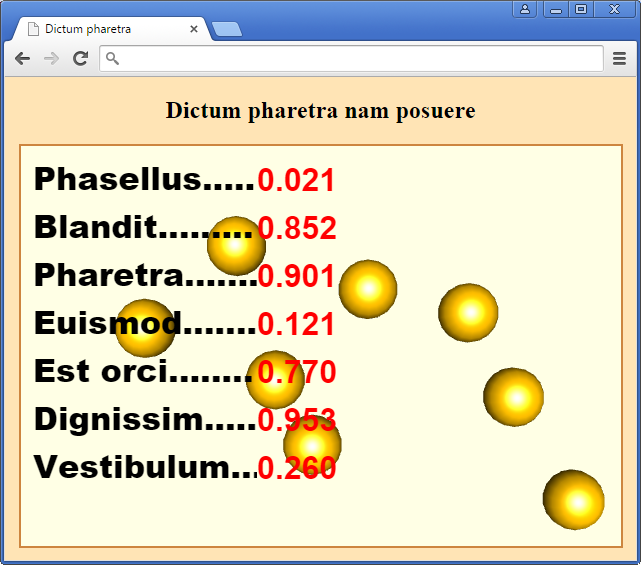 Dictum pharetra
Dictum pharetra nam posuere
Phasellus.....0.021
Blandit.........0.852
Pharetra.......0.901
Euismod.......0.121
Est orci........0.770
Dignissim.....0.953
Vestibulum...0.260